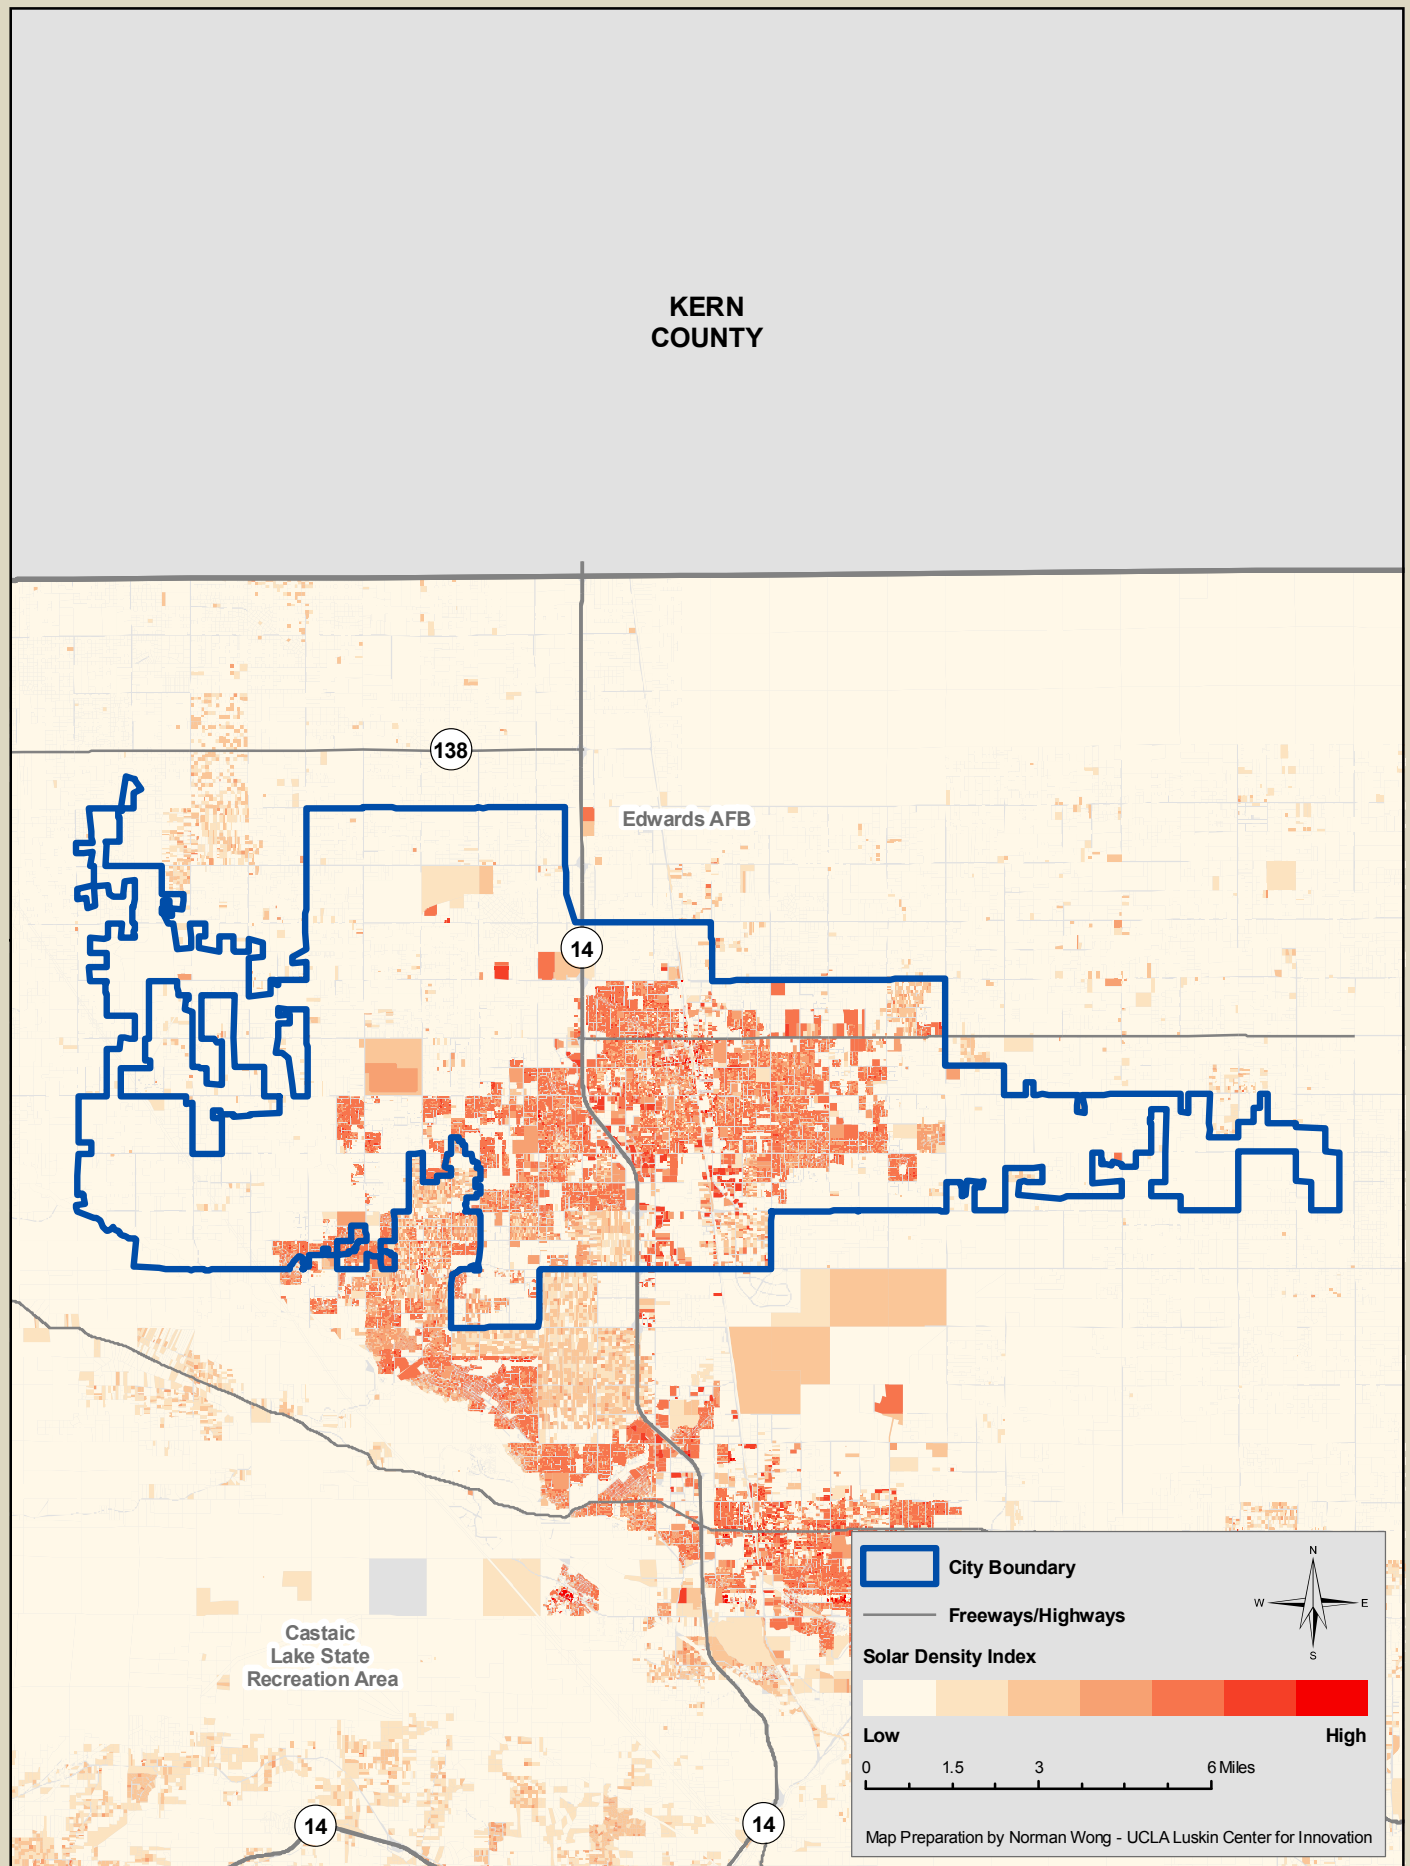 KERN
COUNTY
138
Edwards AFB
14
City Boundary
Freeways/Highways
N
W
E
S
Castaic
Lake State
Recreation Area
Solar Density Index
Low
High
0
1.5
3
6 Miles
14
14
Map Preparation by Norman Wong - UCLA Luskin Center for Innovation